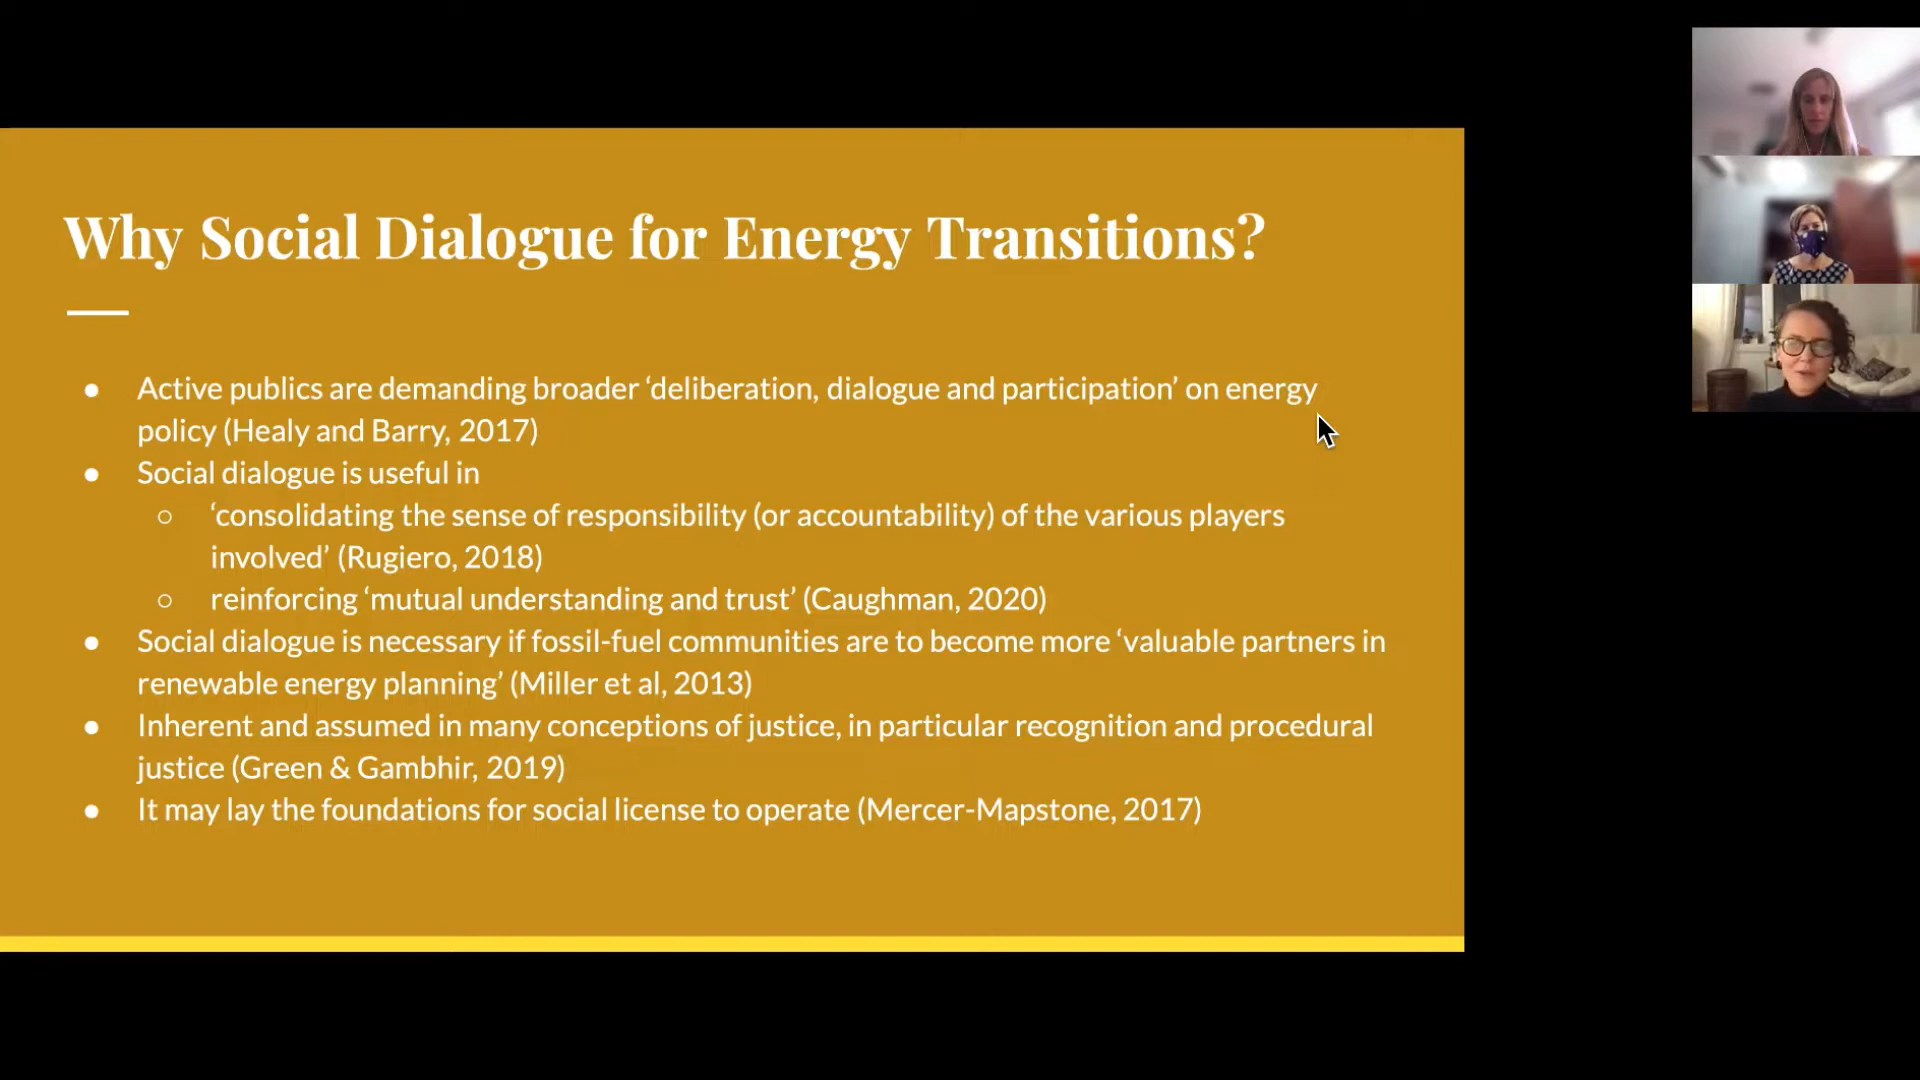 Why Social Dialogue for Energy Transitions?
● Active publics are demanding broader ‘deliberation, dialogue and participation’ on energy
policy (Healy and Barry, 2017)
● Social dialogue is useful in
○ ‘consolidating the sense of responsibility (or accountability) of the various players
involved’ (Rugiero, 2018)
○ reinforcing ‘mutual understanding and trust’ (Caughman, 2020)
● Social dialogue is necessary if fossil-fuel communities are to become more ‘valuable partners in
renewable energy planning’ (Miller et al, 2013)
● Inherent and assumed in many conceptions of justice, in particular recognition and procedural
justice (Green & Gambhir, 2019)
● It may lay the foundations for social license to operate (Mercer-Mapstone, 2017)